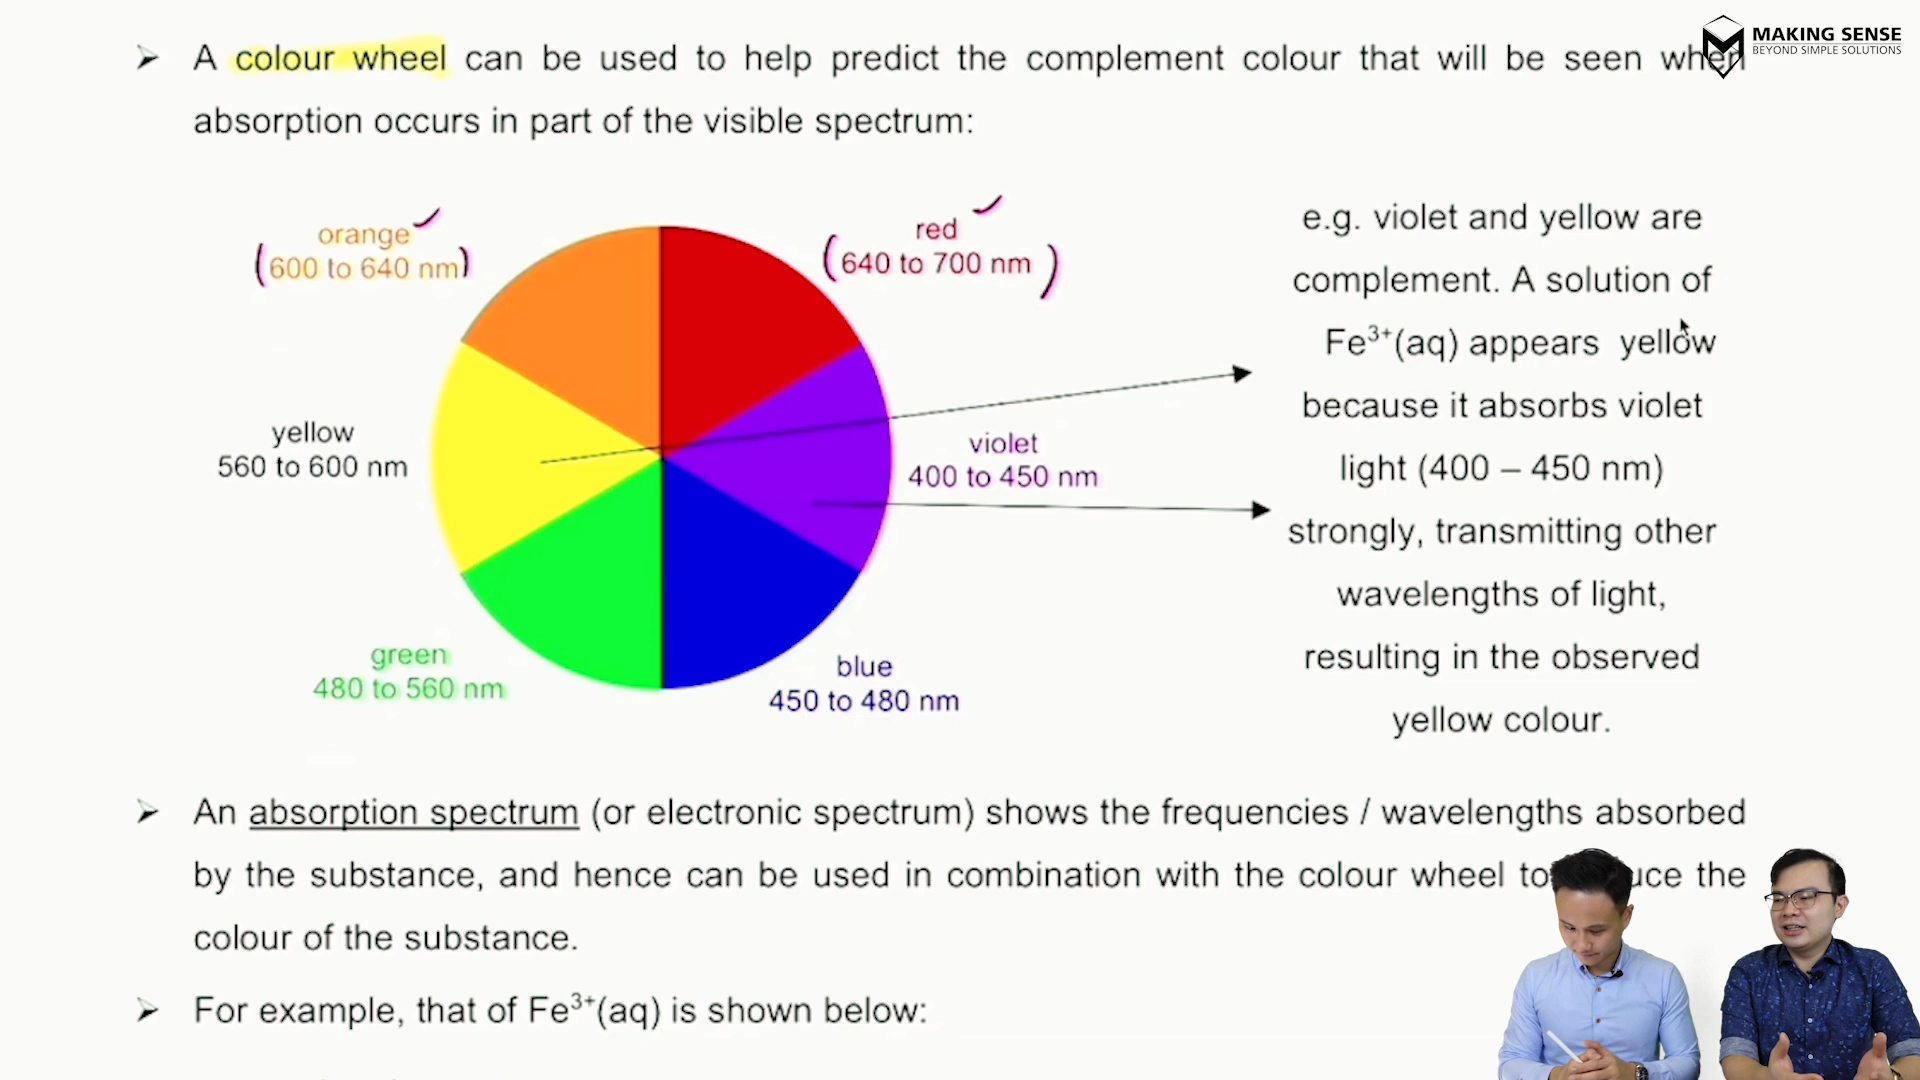 MAKING SENSE
BEYOND SIMPLE SOLUTIONS
➢ A colour wheel can be used to help predict the complement colour that will be seen when
absorption occurs in part of the visible spectrum:
orange
(600 to 640 nm)
red
(640 to 700 nm)
yellow
560 to 600 nm
violet
400 to 450 nm
green
480 to 560 nm
blue
450 to 480 nm
e.g. violet and yellow are
complement. A solution of
Fe³⁺(aq) appears yellow
because it absorbs violet
light (400 – 450 nm)
strongly, transmitting other
wavelengths of light,
resulting in the observed
yellow colour.
➢ An absorption spectrum (or electronic spectrum) shows the frequencies / wavelengths absorbed
by the substance, and hence can be used in combination with the colour wheel to the
colour of the substance.
➢ For example, that of Fe³⁺(aq) is shown below: